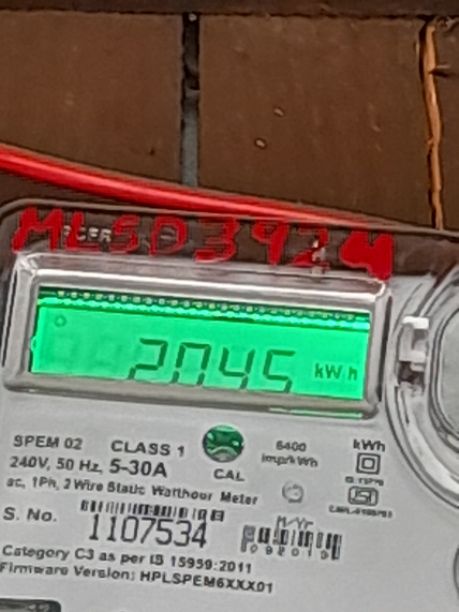 MLSD3924
2045 kWh
SPEM 02 CLASS 1 6400 kWh
240V, 50 Hz, 5-30A CAL imp/kWh
ac, 1Ph, 2 Wire Static Watthour Meter
S. No. 1107534 M/Yr
Category C3 as per IS 15959:2011
Firmware Version: HPLSPEM6XXX01